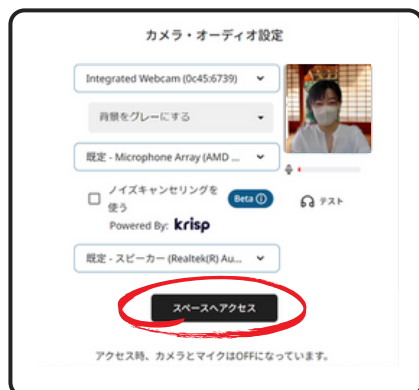 カメラ・オーディオ設定
Integrated Webcam (0c45:6739)
背景をグレーにする
既定 - Microphone Array (AMD ...
ノイズキャンセリングを
使う
Beta
テスト
Powered By: krisp
既定 - スピーカー (Realtek(R) Au...
スペースへアクセス
アクセス時、カメラとマイクはOFFになっています。